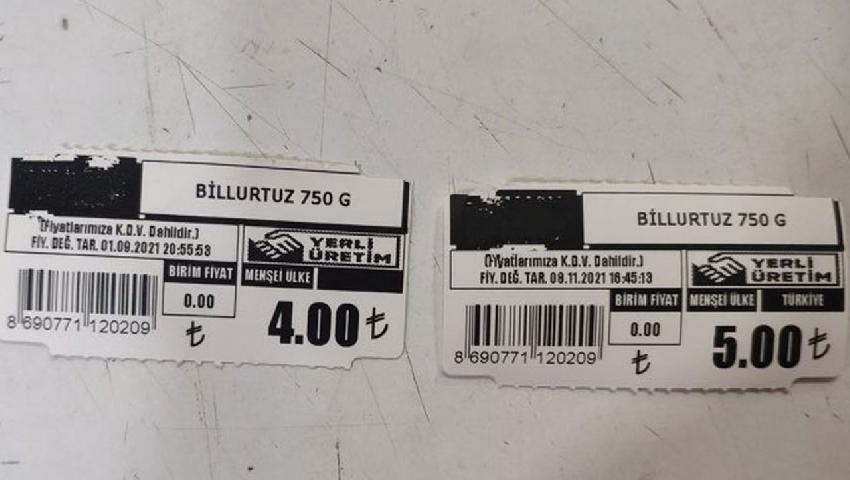 BİLLURTUZ 750 G
(Fiyatlarımıza K.D.V. Dahildir.)
FİY. DEĞ. TAR. 01.09.2021 20:55:53
YERLİ
ÜRETİM
BİRİM FİYAT
MENŞEİ ÜLKE
0.00
₺
4.00 ₺
8 690771 120209
BİLLURTUZ 750 G
(Fiyatlarımıza K.D.V. Dahildir.)
FİY. DEĞ. TAR. 09.11.2021 16:45:13
YERLİ
ÜRETİM
BİRİM FİYAT
MENŞEİ ÜLKE
TÜRKİYE
0.00
₺
5.00 ₺
8 690771 120209